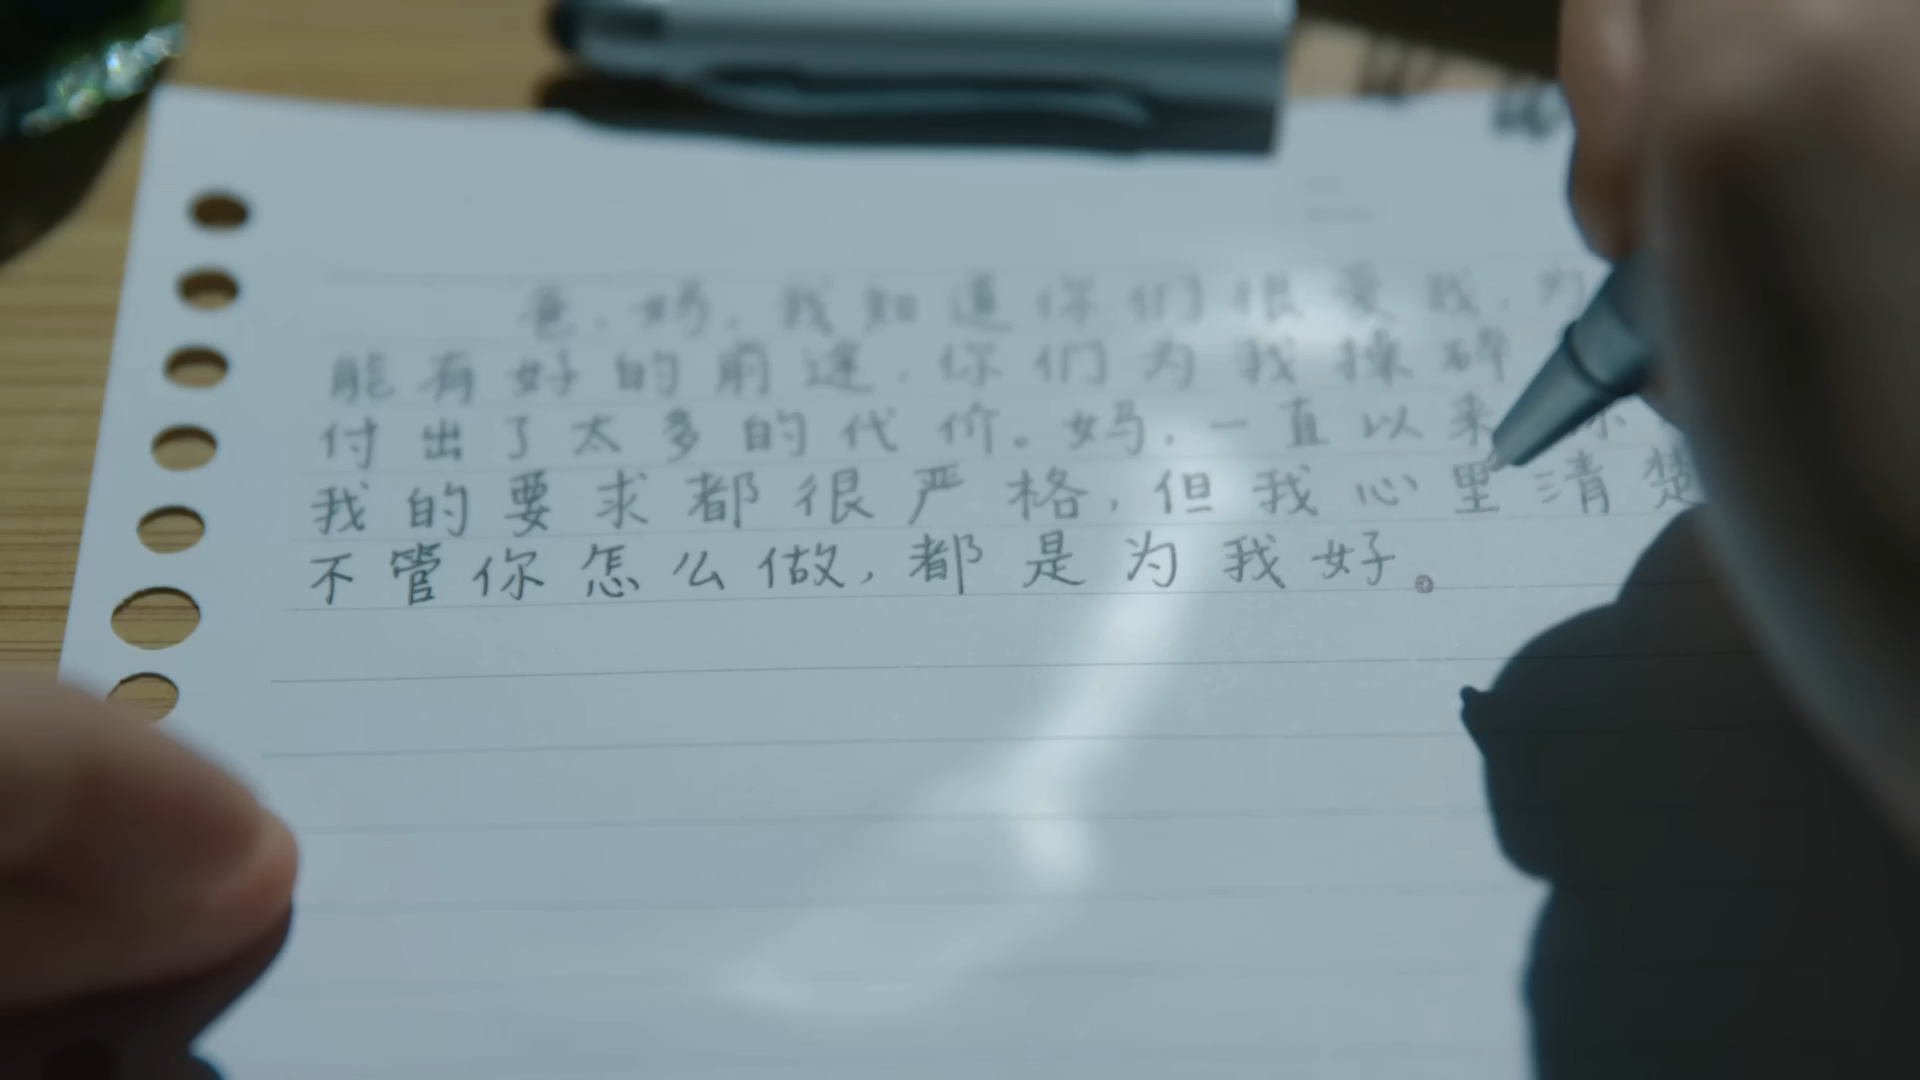 爸,妈,我知道你们很爱我,为
能有好的前途,你们为我操碎
付出了太多的代价。妈,一直以来你
我的要求都很严格,但我心里清楚
不管你怎么做,都是为我好。